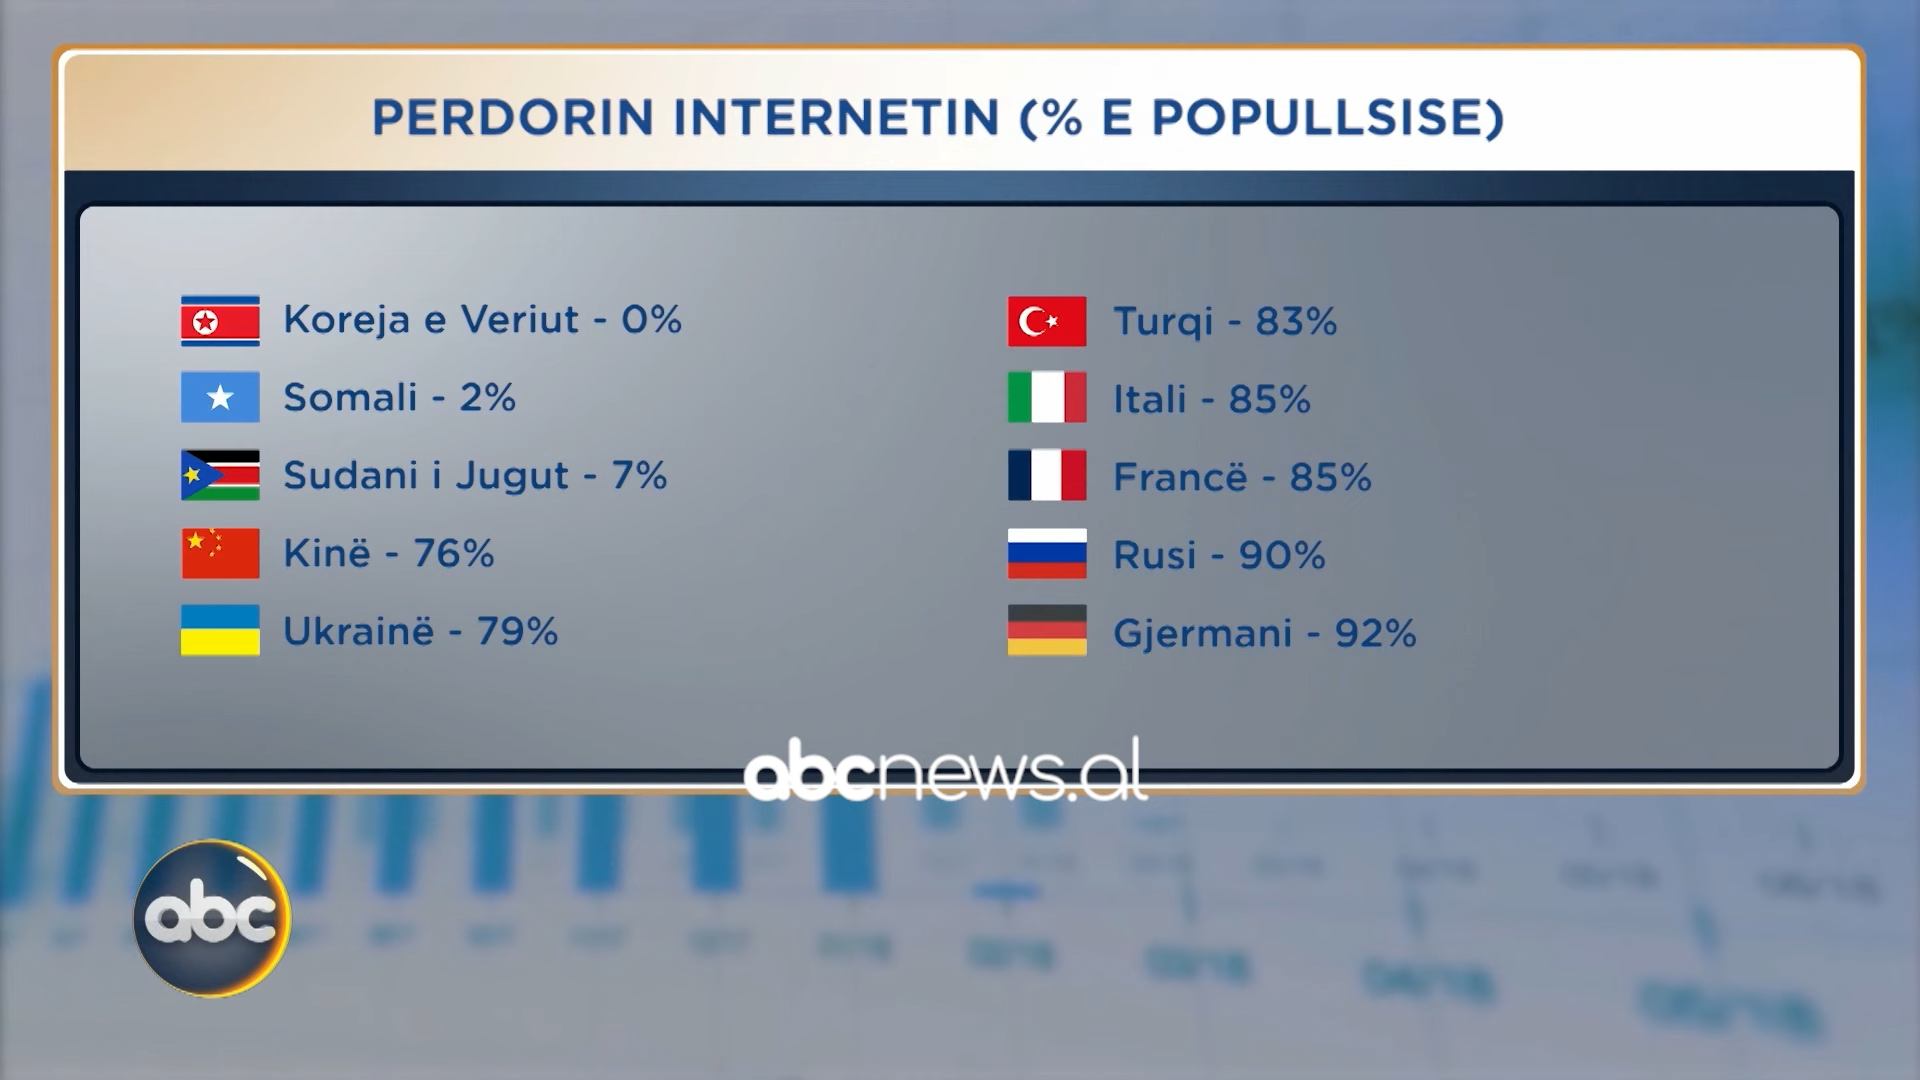 PERDORIN INTERNETIN (% E POPULLSISE)
Koreja e Veriut - 0%
Somali - 2%
Sudani i Jugut - 7%
Kinë - 76%
Ukrainë - 79%
Turqi - 83%
Itali - 85%
Francë - 85%
Rusi - 90%
Gjermani - 92%
abcnews.al
abc